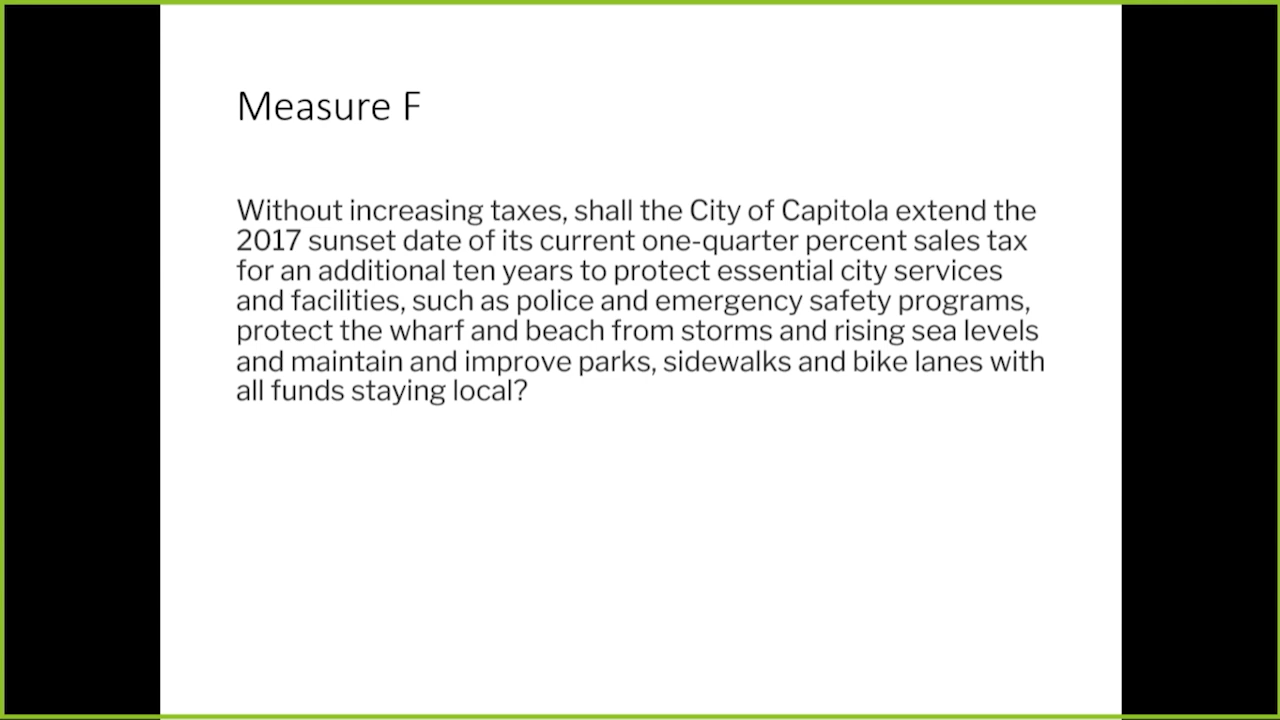 Measure F
Without increasing taxes, shall the City of Capitola extend the
2017 sunset date of its current one-quarter percent sales tax
for an additional ten years to protect essential city services
and facilities, such as police and emergency safety programs,
protect the wharf and beach from storms and rising sea levels
and maintain and improve parks, sidewalks and bike lanes with
all funds staying local?